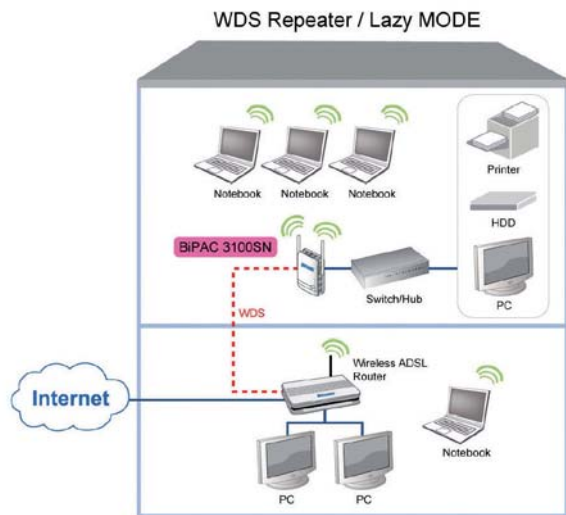 WDS Repeater / Lazy MODE
Notebook
Notebook
Notebook
Printer
HDD
PC
BiPAC 3100SN
Switch/Hub
WDS
Wireless ADSL
Router
Internet
Notebook
PC
PC